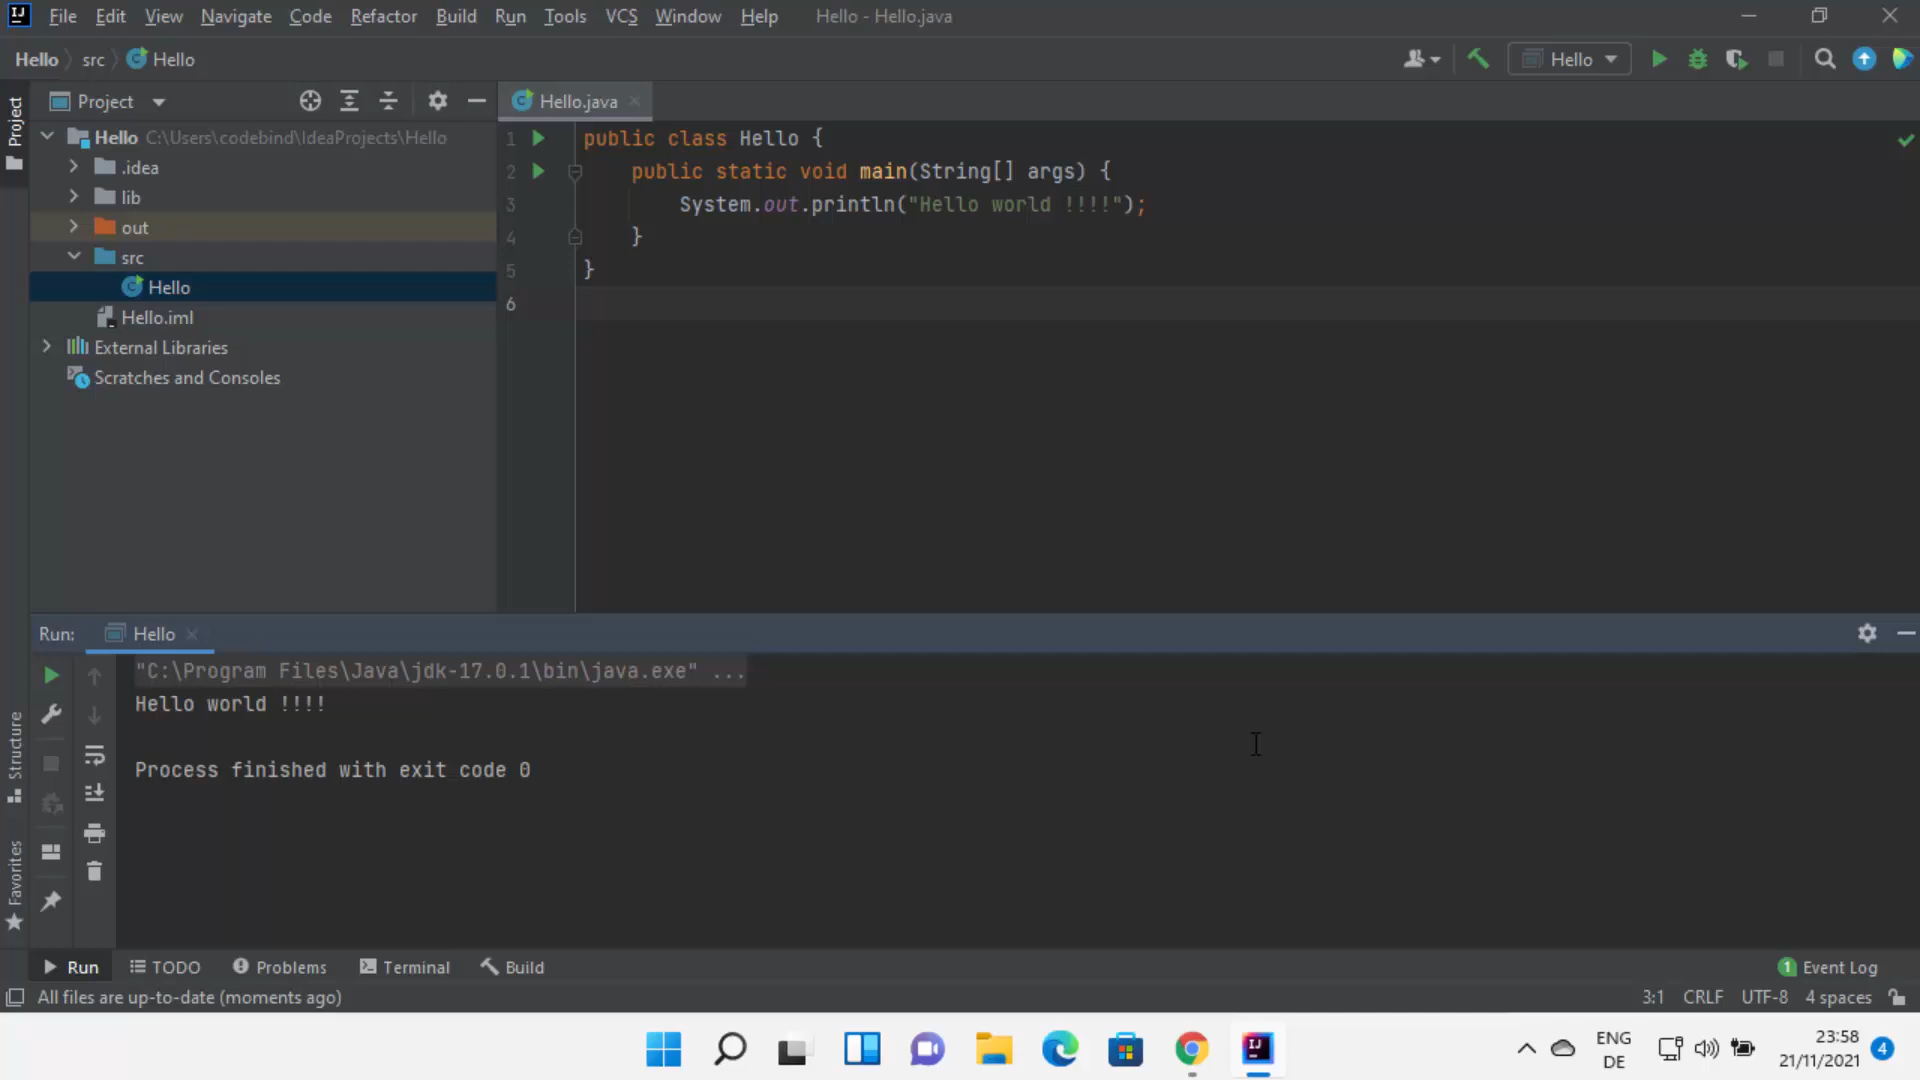 IJ File Edit View Navigate Code Refactor Build Run Tools VCS Window Help Hello - Hello.java
Hello src Hello
Hello
Project
Project
Hello C:\Users\codebind\IdeaProjects\Hello
.idea
lib
out
src
Hello
Hello.iml
External Libraries
Scratches and Consoles
Hello.java
1 public class Hello {
2 public static void main(String[] args) {
3 System.out.println("Hello world !!!!");
4 }
5 }
6
Run: Hello
"C:\Program Files\Java\jdk-17.0.1\bin\java.exe" ...
Hello world !!!!
Process finished with exit code 0
Structure
Favorites
Run TODO Problems Terminal Build 1 Event Log
All files are up-to-date (moments ago) 3:1 CRLF UTF-8 4 spaces
IJ
ENG
DE
23:58
21/11/2021
4